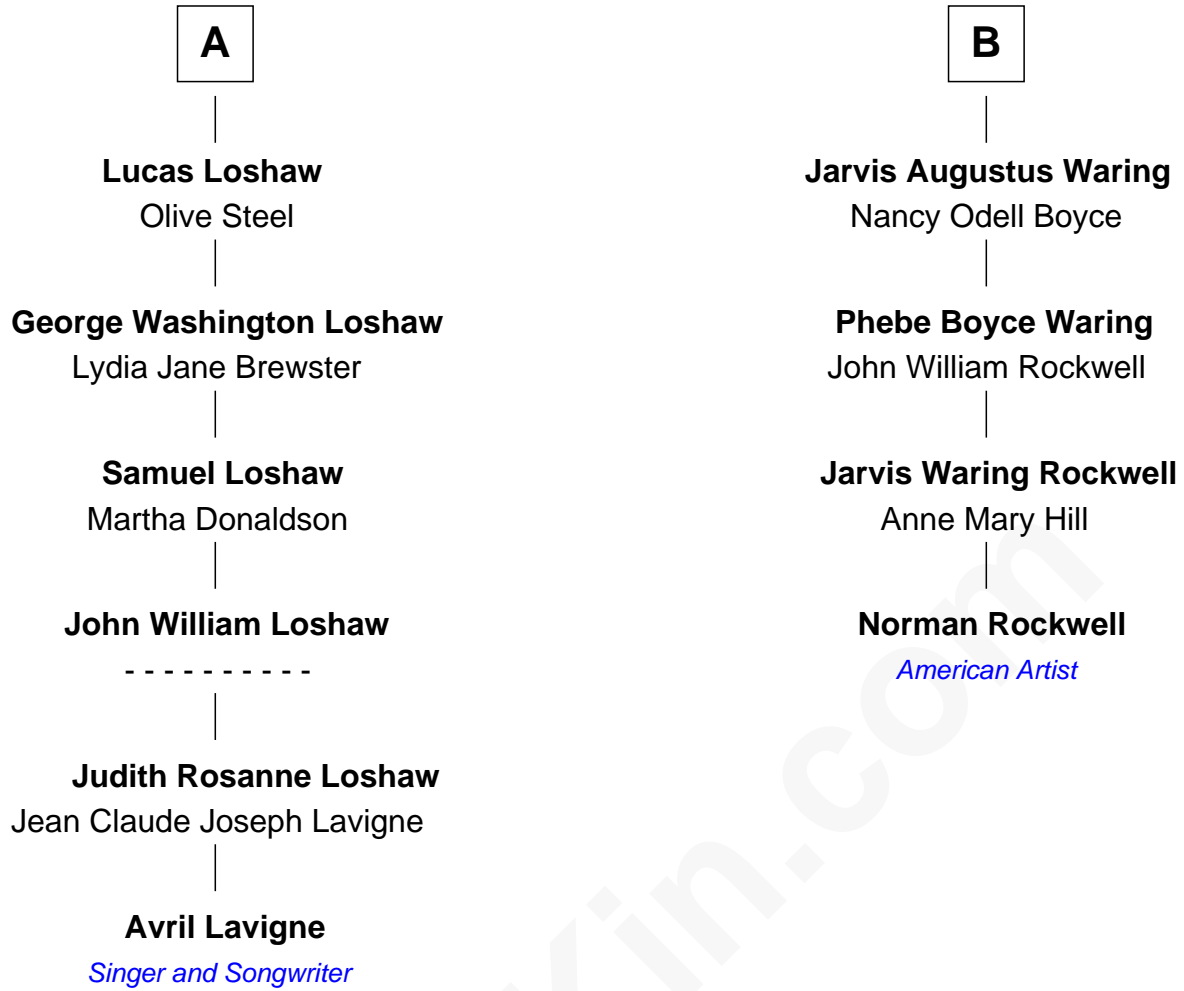 A
Lucas Loshaw
Olive Steel
George Washington Loshaw
Lydia Jane Brewster
Samuel Loshaw
Martha Donaldson
John William Loshaw
- - - - - - - - - -
Judith Rosanne Loshaw
Jean Claude Joseph Lavigne
Avril Lavigne
Singer and Songwriter
B
Jarvis Augustus Waring
Nancy Odell Boyce
Phebe Boyce Waring
John William Rockwell
Jarvis Waring Rockwell
Anne Mary Hill
Norman Rockwell
American Artist
Kin.com